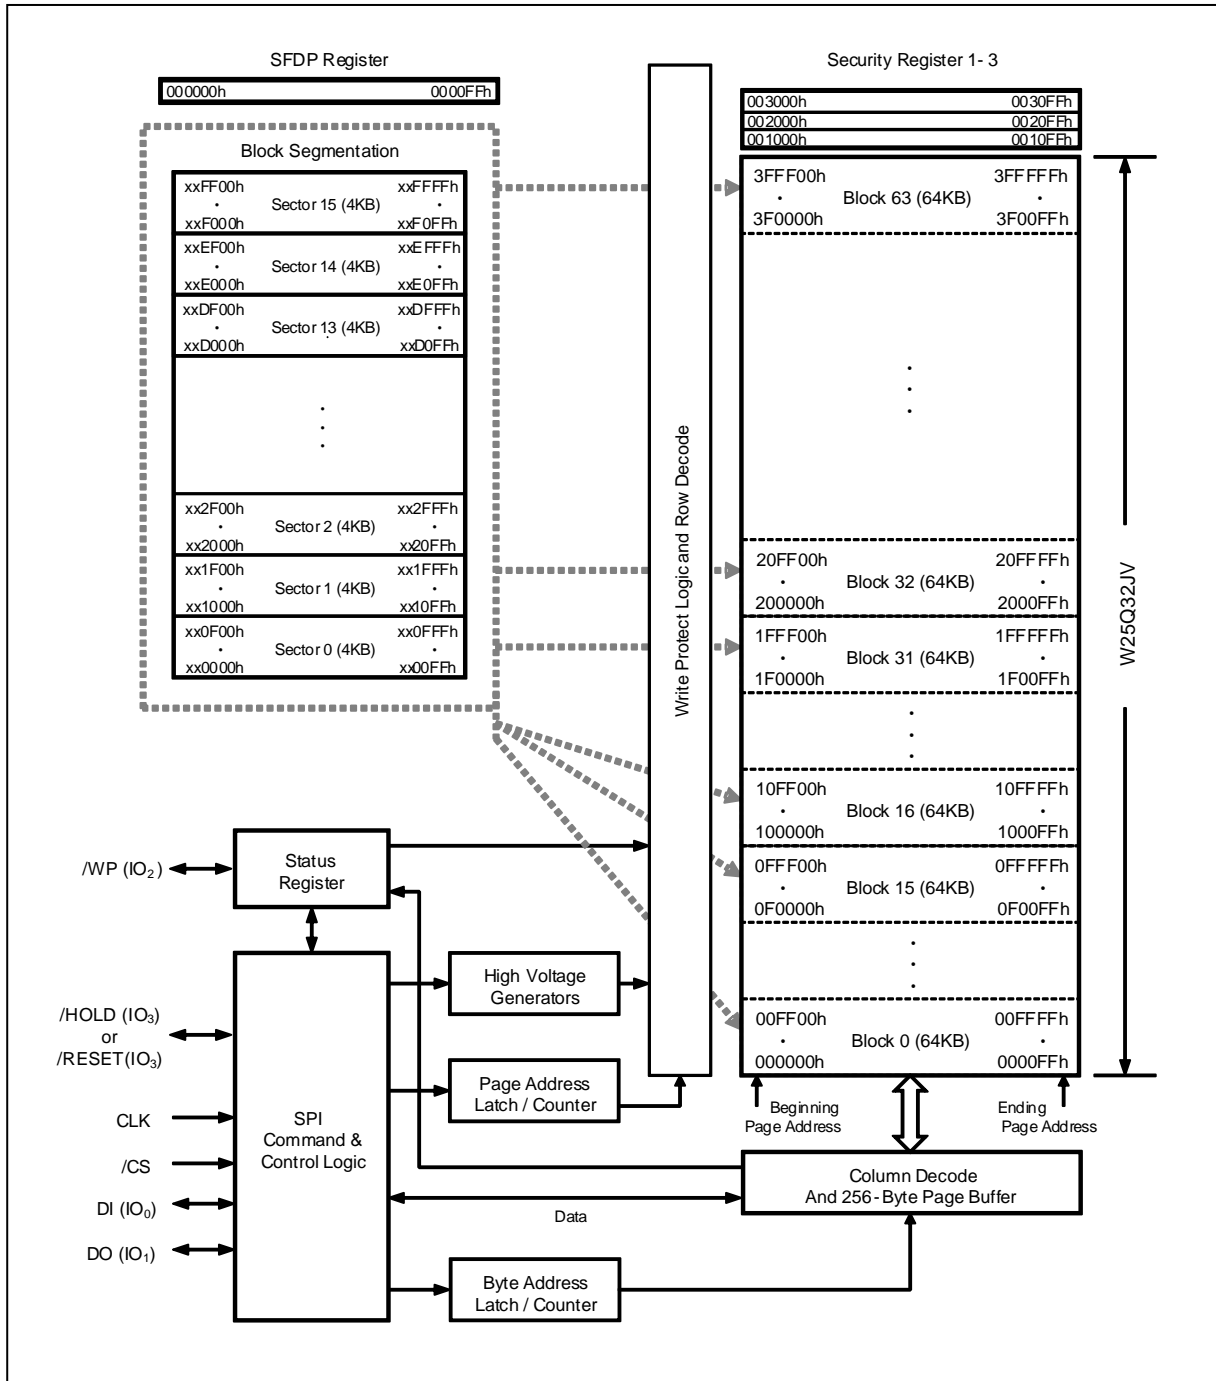 SFDP Register
000000h 0000FFh
Block Segmentation
xxFF00h xxFFFFh
Sector 15 (4KB)
xxF000h xxF0FFh
xxEF00h xxEFFFh
Sector 14 (4KB)
xxE000h xxE0FFh
xxDF00h xxDFFFh
Sector 13 (4KB)
xxD000h xxD0FFh
xx2F00h xx2FFFh
Sector 2 (4KB)
xx2000h xx20FFh
xx1F00h xx1FFFh
Sector 1 (4KB)
xx1000h xx10FFh
xx0F00h xx0FFFh
Sector 0 (4KB)
xx0000h xx00FFh
Write Protect Logic and Row Decode
Security Register 1- 3
003000h 0030FFh
002000h 0020FFh
001000h 0010FFh
3FFF00h 3FFFFFh
Block 63 (64KB)
3F0000h 3F00FFh
20FF00h 20FFFFh
Block 32 (64KB)
200000h 2000FFh
1FFF00h 1FFFFFh
Block 31 (64KB)
1F0000h 1F00FFh
10FF00h 10FFFFh
Block 16 (64KB)
100000h 1000FFh
0FFF00h 0FFFFFh
Block 15 (64KB)
0F0000h 0F00FFh
00FF00h 00FFFFh
Block 0 (64KB)
000000h 0000FFh
W25Q32JV
Beginning
Page Address
Ending
Page Address
/WP (IO₂)
Status
Register
/HOLD (IO₃)
or
/RESET(IO₃)
CLK
/CS
DI (IO₀)
DO (IO₁)
SPI
Command &
Control Logic
High Voltage
Generators
Page Address
Latch / Counter
Column Decode
And 256-Byte Page Buffer
Data
Byte Address
Latch / Counter